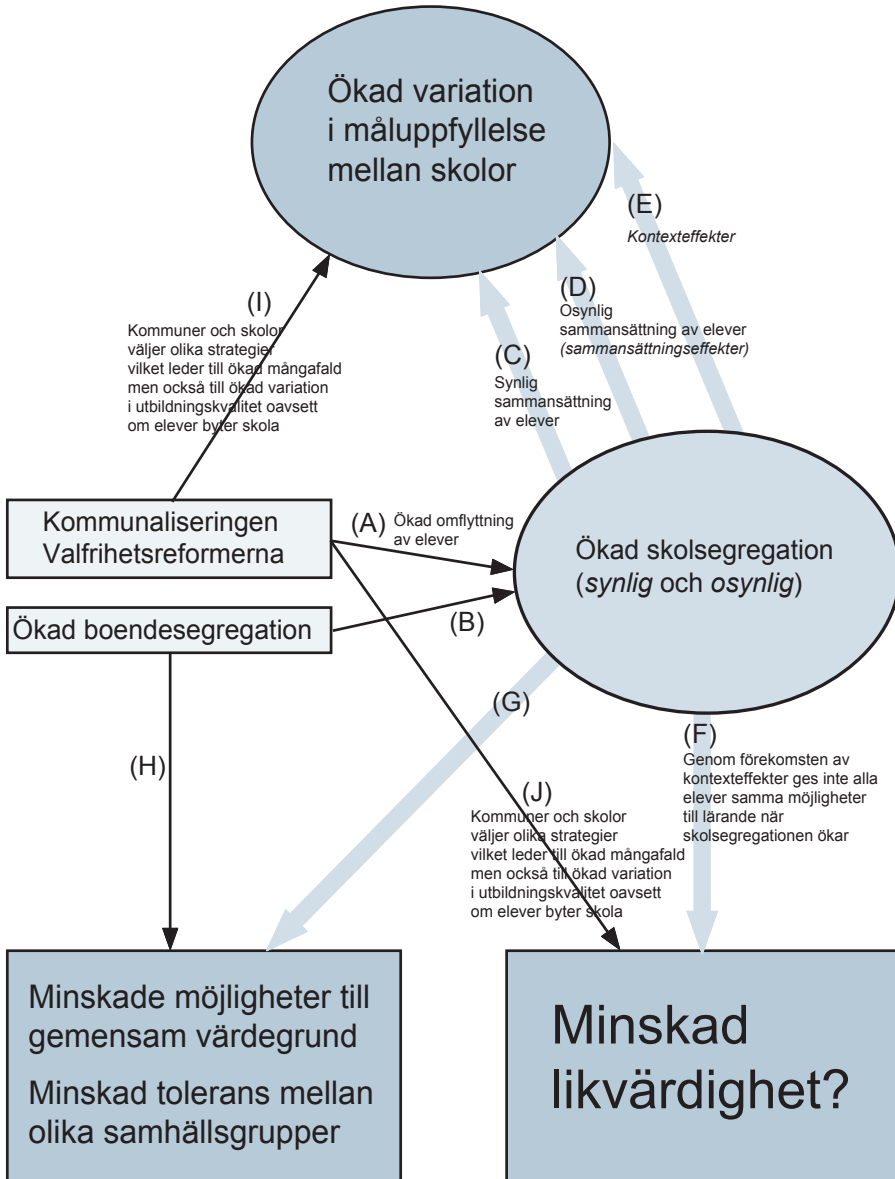 Ökad variation
i måluppfyllelse
mellan skolor
(E)
Kontexteffekter
(D)
Osynlig
sammansättning av elever
(sammansättningseffekter)
(C)
Synlig
sammansättning
av elever
(I)
Kommuner och skolor
väljer olika strategier
vilket leder till ökad mångafald
men också till ökad variation
i utbildningskvalitet oavsett
om elever byter skola
Kommunaliseringen
Valfrihetsreformerna
(A)
Ökad omflyttning
av elever
Ökad skolsegregation
(synlig och osynlig)
Ökad boendesegregation
(B)
(G)
(H)
(F)
Genom förekomsten av
kontexteffekter ges inte alla
elever samma möjligheter
till lärande när
skolsegregationen ökar
(J)
Kommuner och skolor
väljer olika strategier
vilket leder till ökad mångafald
men också till ökad variation
i utbildningskvalitet oavsett
om elever byter skola
Minskade möjligheter till
gemensam värdegrund
Minskad tolerans mellan
olika samhällsgrupper
Minskad
likvärdighet?